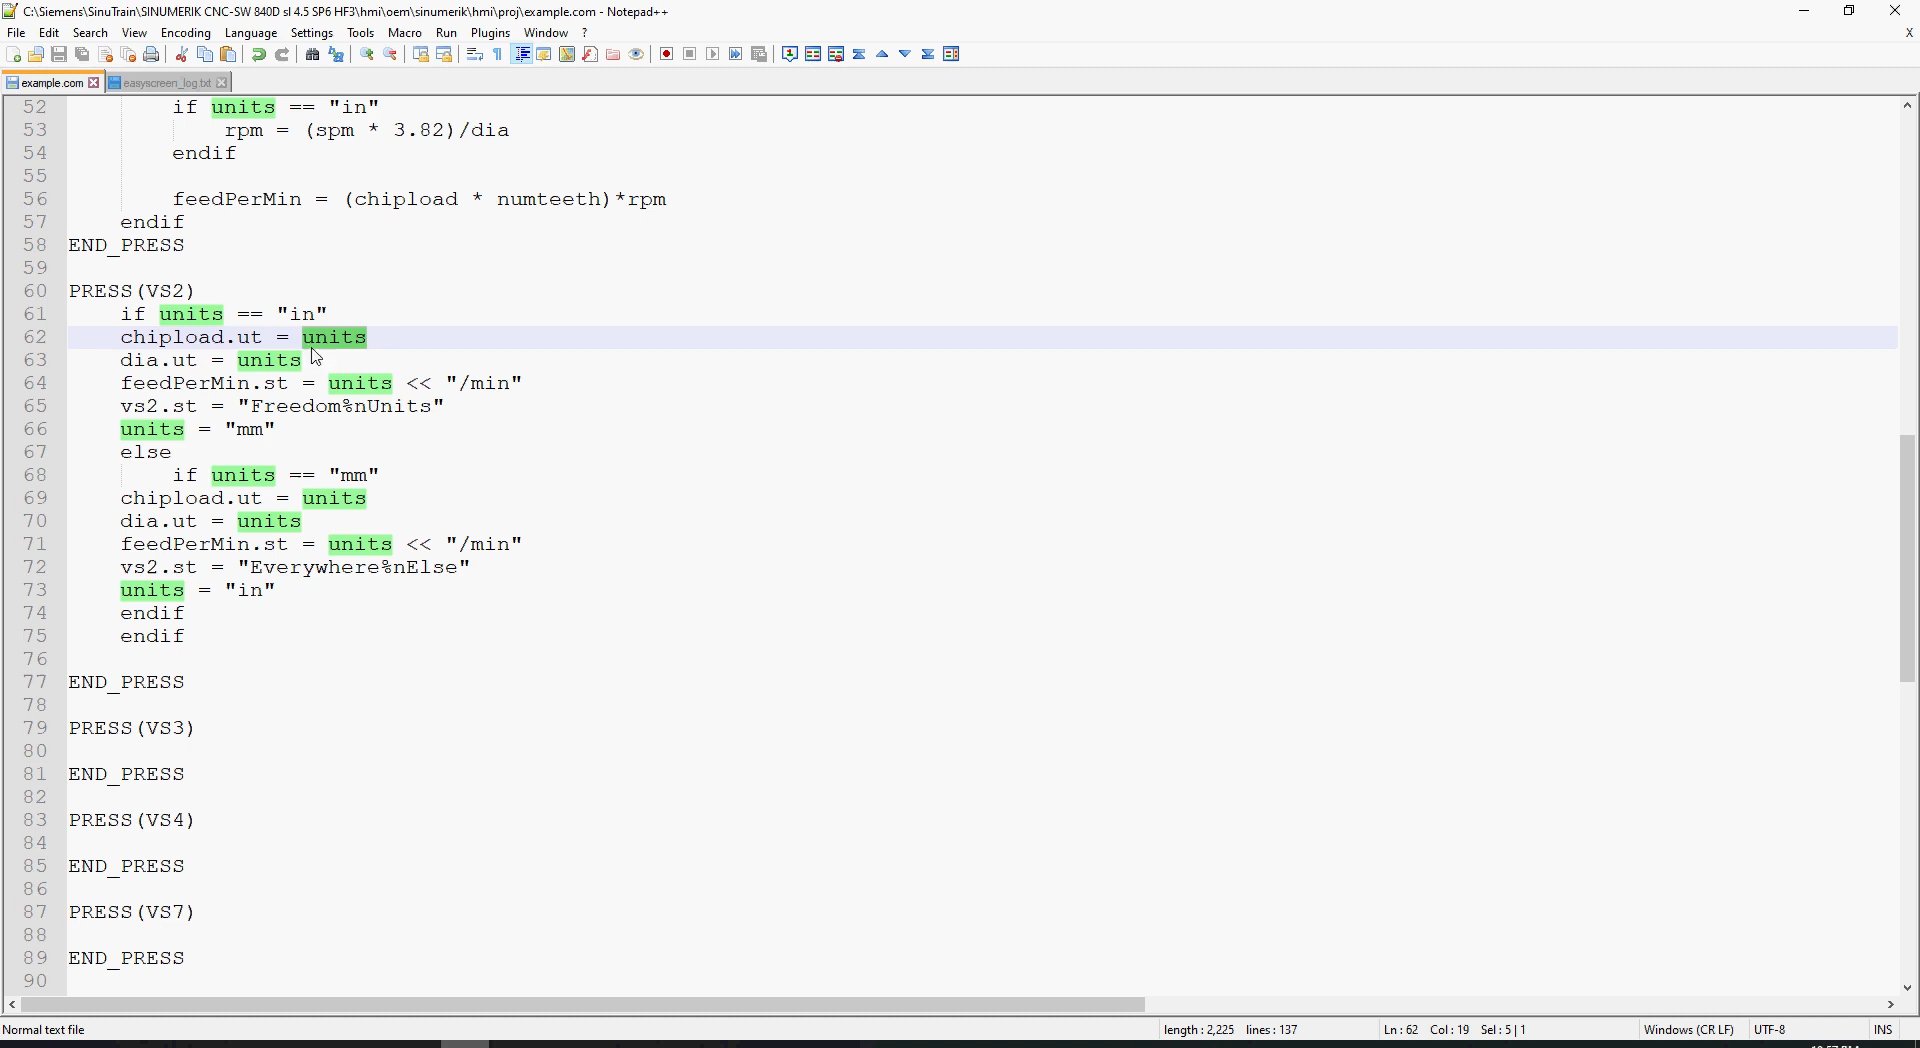 C:\Siemens\SinuTrain\SINUMERIK CNC-SW 840D sl 4.5 SP6 HF3\hmi\oem\sinumerik\hmi\proj\example.com - Notepad++
File Edit Search View Encoding Language Settings Tools Macro Run Plugins Window ? X
example.com easyscreen_log.txt
52 if units == "in"
53 rpm = (spm * 3.82)/dia
54 endif
55
56 feedPerMin = (chipload * numteeth)*rpm
57 endif
58 END_PRESS
59
60 PRESS(VS2)
61 if units == "in"
62 chipload.ut = units
63 dia.ut = units
64 feedPerMin.st = units << "/min"
65 vs2.st = "Freedom%nUnits"
66 units = "mm"
67 else
68 if units == "mm"
69 chipload.ut = units
70 dia.ut = units
71 feedPerMin.st = units << "/min"
72 vs2.st = "Everywhere%nElse"
73 units = "in"
74 endif
75 endif
76
77 END_PRESS
78
79 PRESS(VS3)
80
81 END_PRESS
82
83 PRESS(VS4)
84
85 END_PRESS
86
87 PRESS(VS7)
88
89 END_PRESS
90
Normal text file length : 2,225 lines : 137 Ln : 62 Col : 19 Sel : 5 | 1 Windows (CR LF) UTF-8 INS